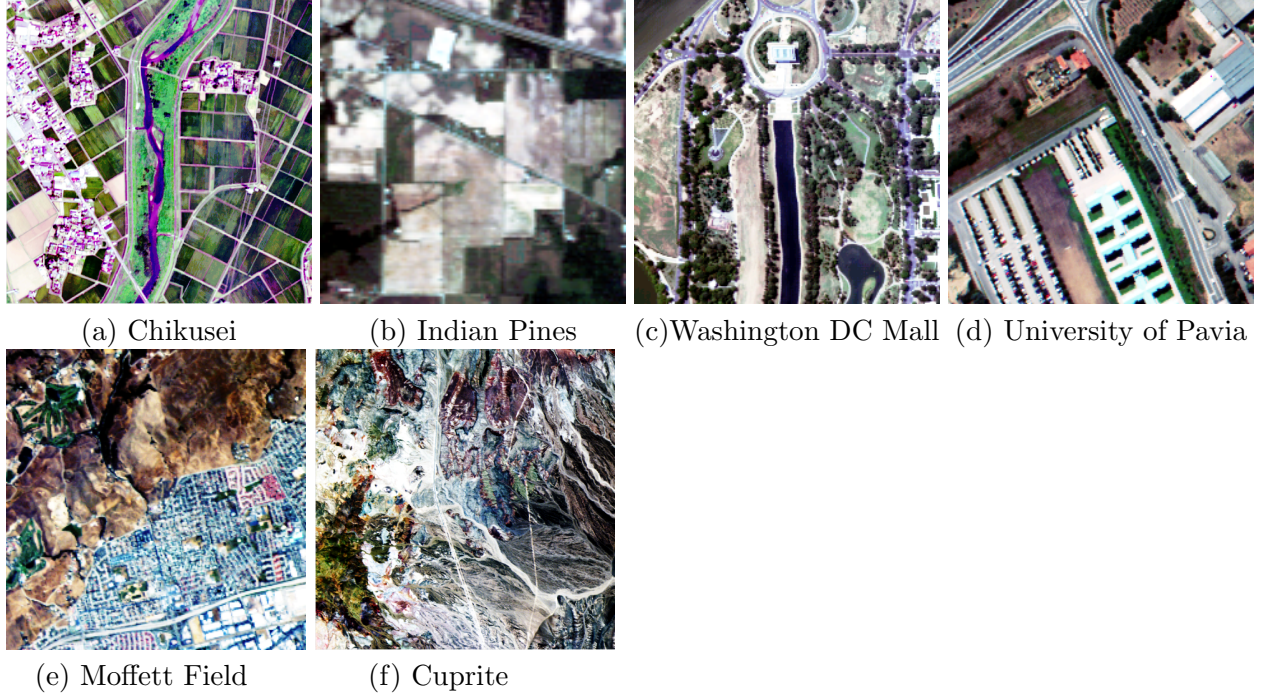 (a) Chikusei
(b) Indian Pines
(c)Washington DC Mall
(d) University of Pavia
(e) Moffett Field
(f) Cuprite